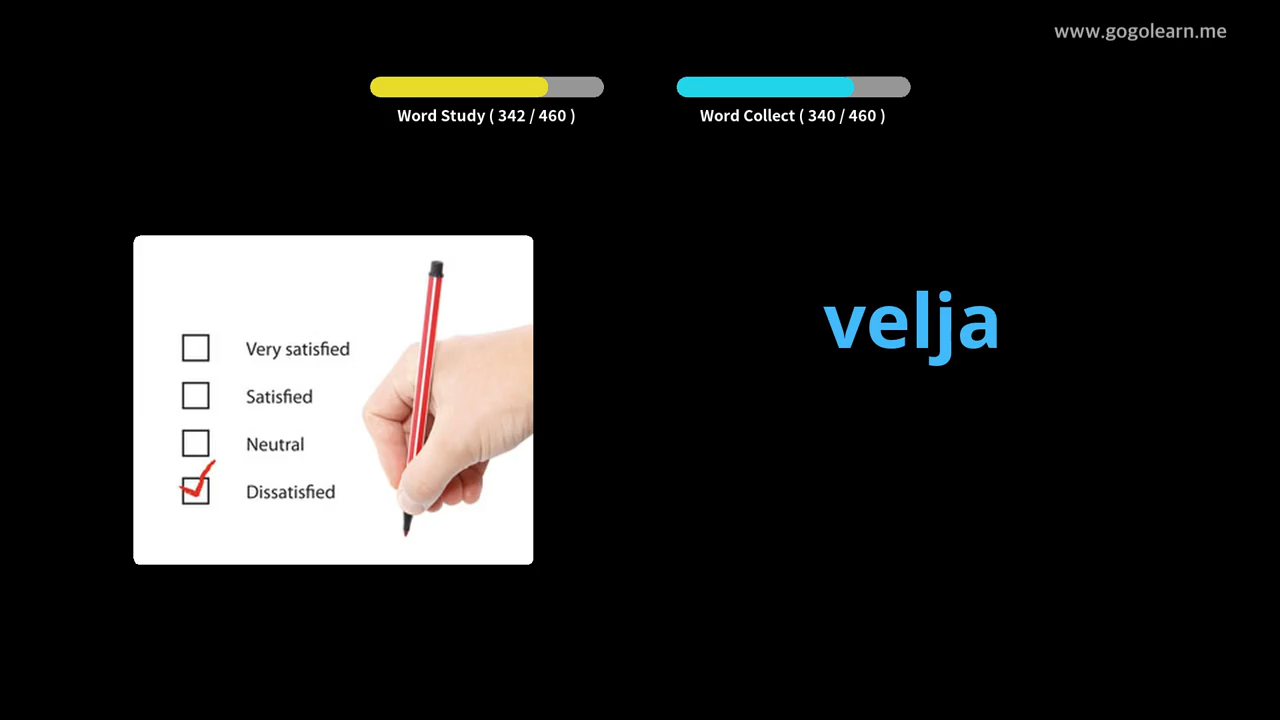 www.gogolearn.me
Word Study ( 342 / 460 )
Word Collect ( 340 / 460 )
velja
Very satisfied
Satisfied
Neutral
Dissatisfied